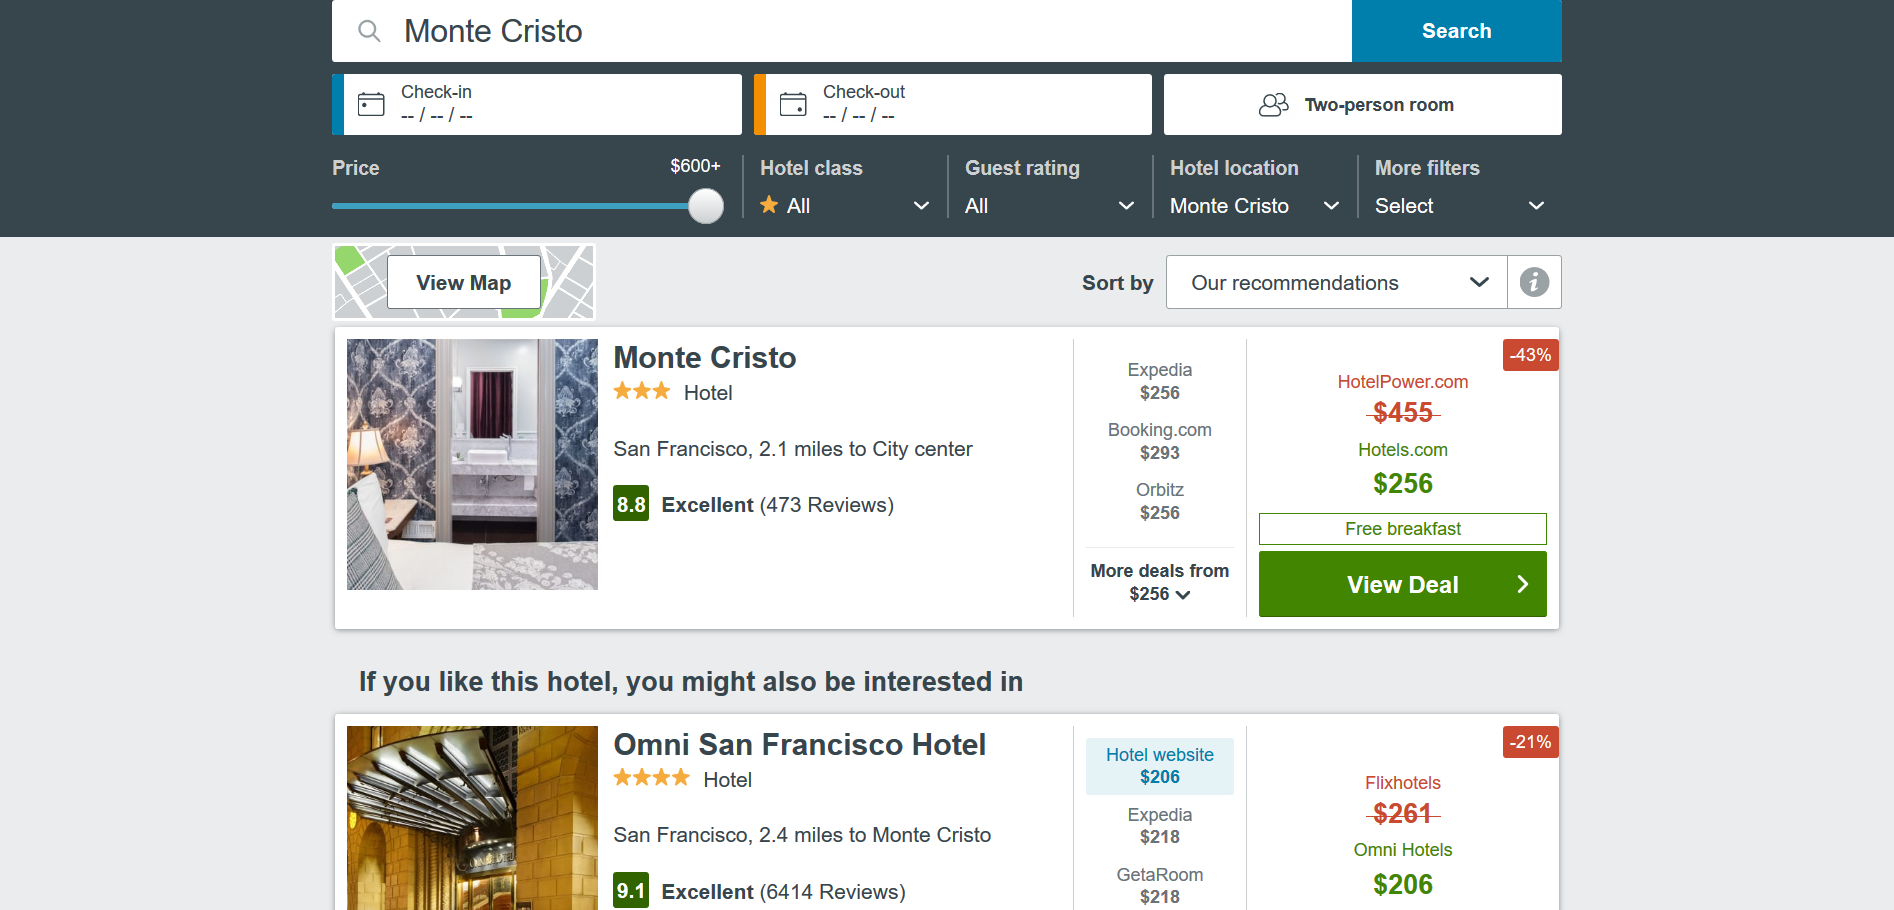 Monte Cristo
Search
Check-in
-- / -- / --
Check-out
-- / -- / --
Two-person room
Price
$600+
Hotel class
All
Guest rating
All
Hotel location
Monte Cristo
More filters
Select
View Map
Sort by
Our recommendations
i
Monte Cristo
Hotel
San Francisco, 2.1 miles to City center
8.8 Excellent (473 Reviews)
Expedia
$256
Booking.com
$293
Orbitz
$256
More deals from
$256
-43%
HotelPower.com
$455
Hotels.com
$256
Free breakfast
View Deal
If you like this hotel, you might also be interested in
Omni San Francisco Hotel
Hotel
San Francisco, 2.4 miles to Monte Cristo
9.1 Excellent (6414 Reviews)
Hotel website
$206
Expedia
$218
GetaRoom
$218
-21%
Flixhotels
$261
Omni Hotels
$206